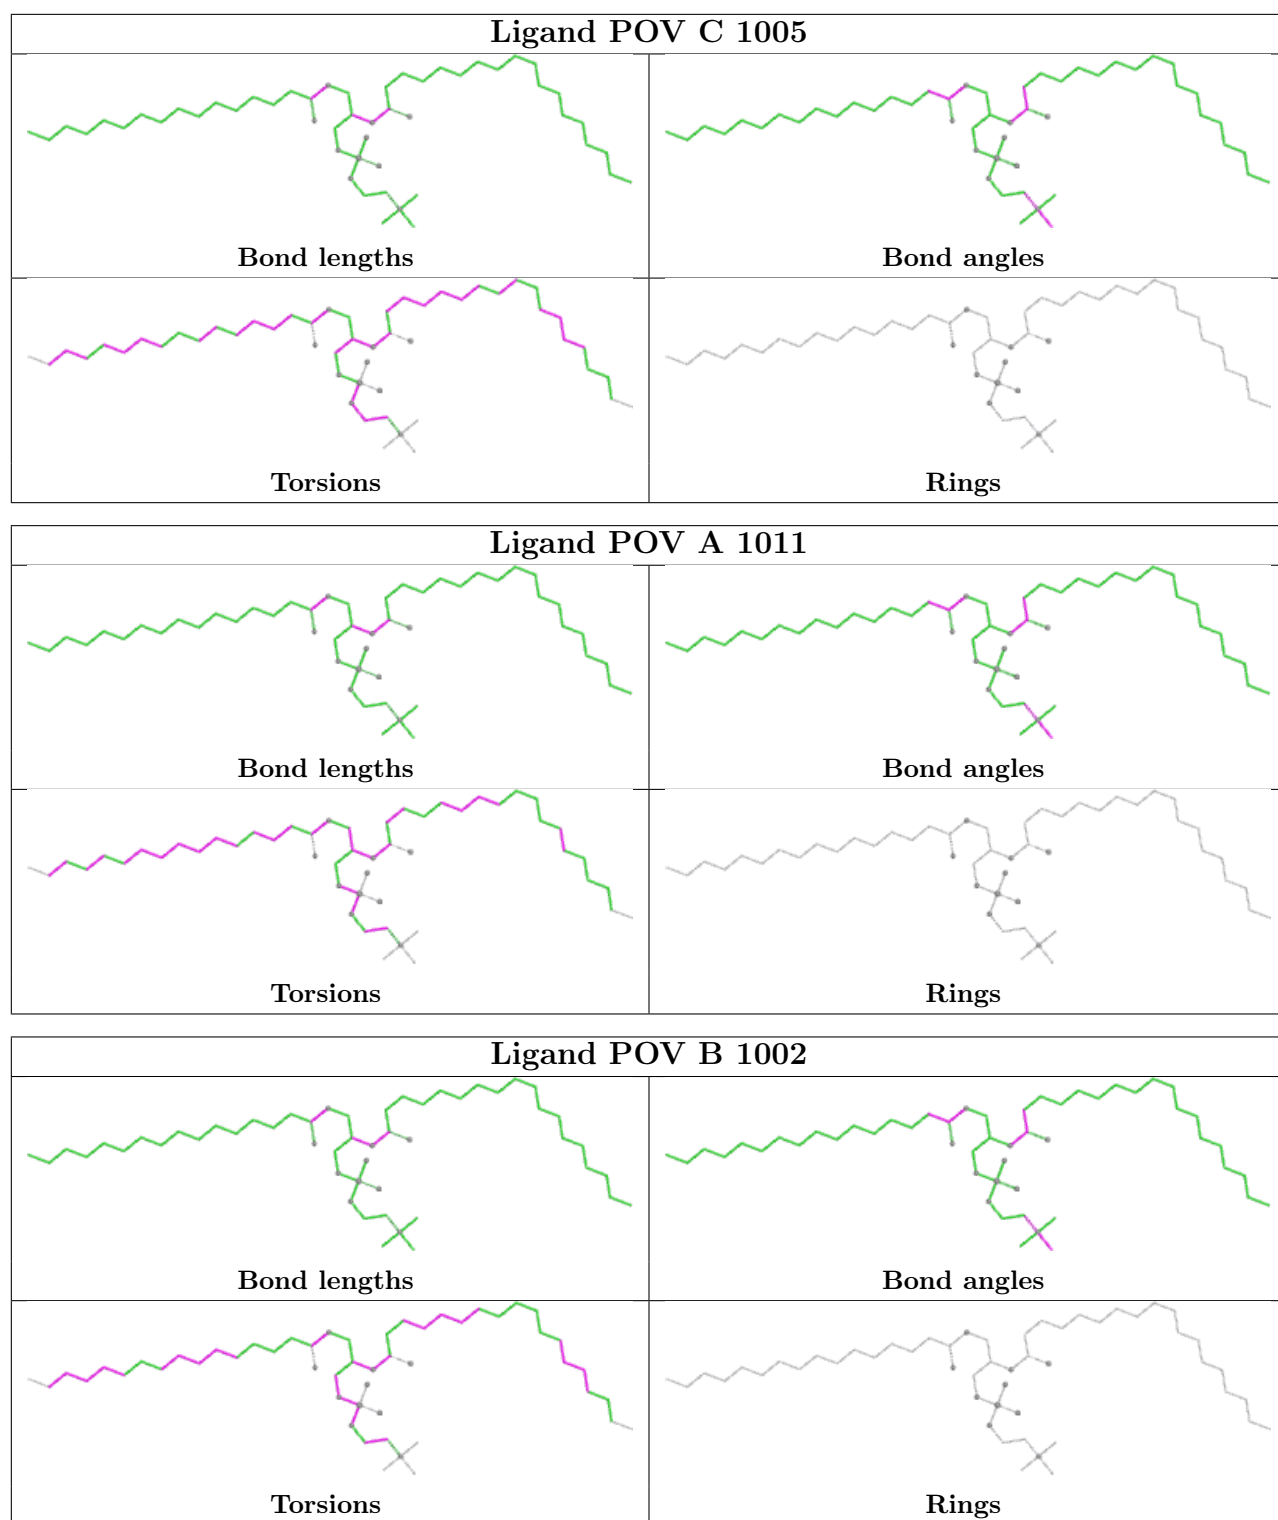 Ligand POV C 1005
Bond lengths
Bond angles
Torsions
Rings
Ligand POV A 1011
Bond lengths
Bond angles
Torsions
Rings
Ligand POV B 1002
Bond lengths
Bond angles
Torsions
Rings